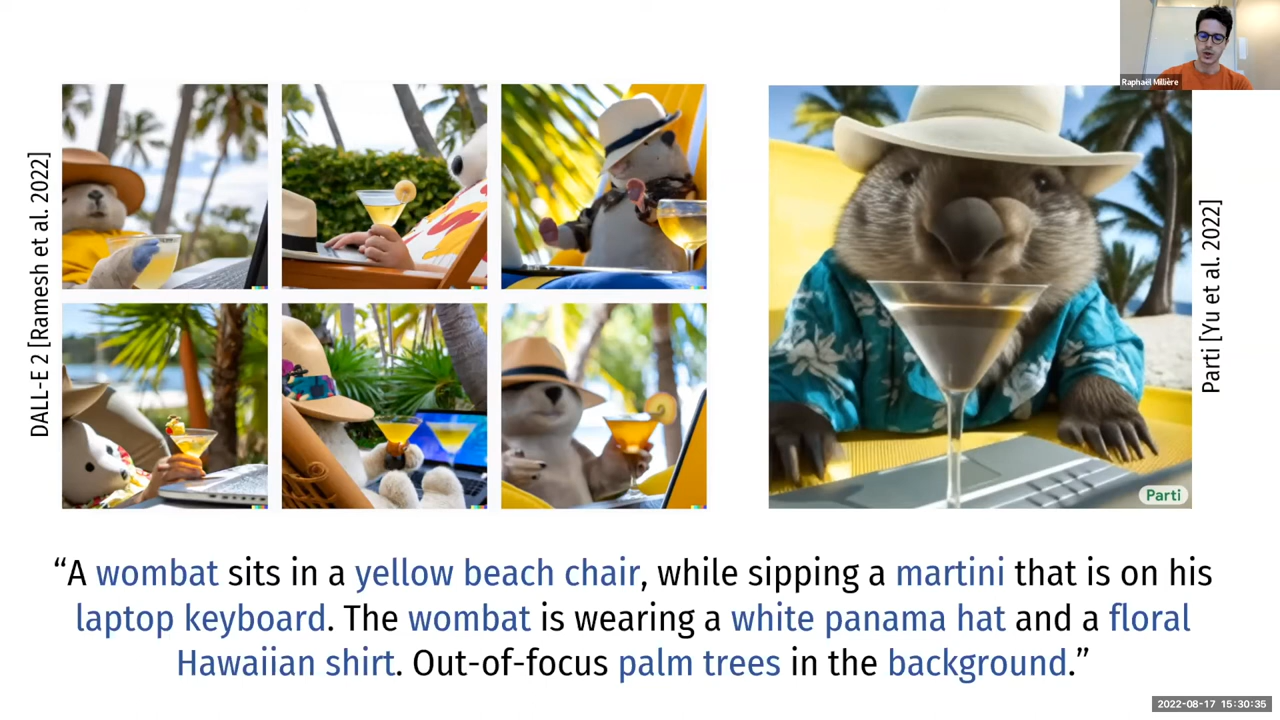 Raphaël Millière
DALL-E 2 [Ramesh et al. 2022]
Parti [Yu et al. 2022]
Parti
“A wombat sits in a yellow beach chair, while sipping a martini that is on his
laptop keyboard. The wombat is wearing a white panama hat and a floral
Hawaiian shirt. Out-of-focus palm trees in the background.”
2022-08-17 15:30:35